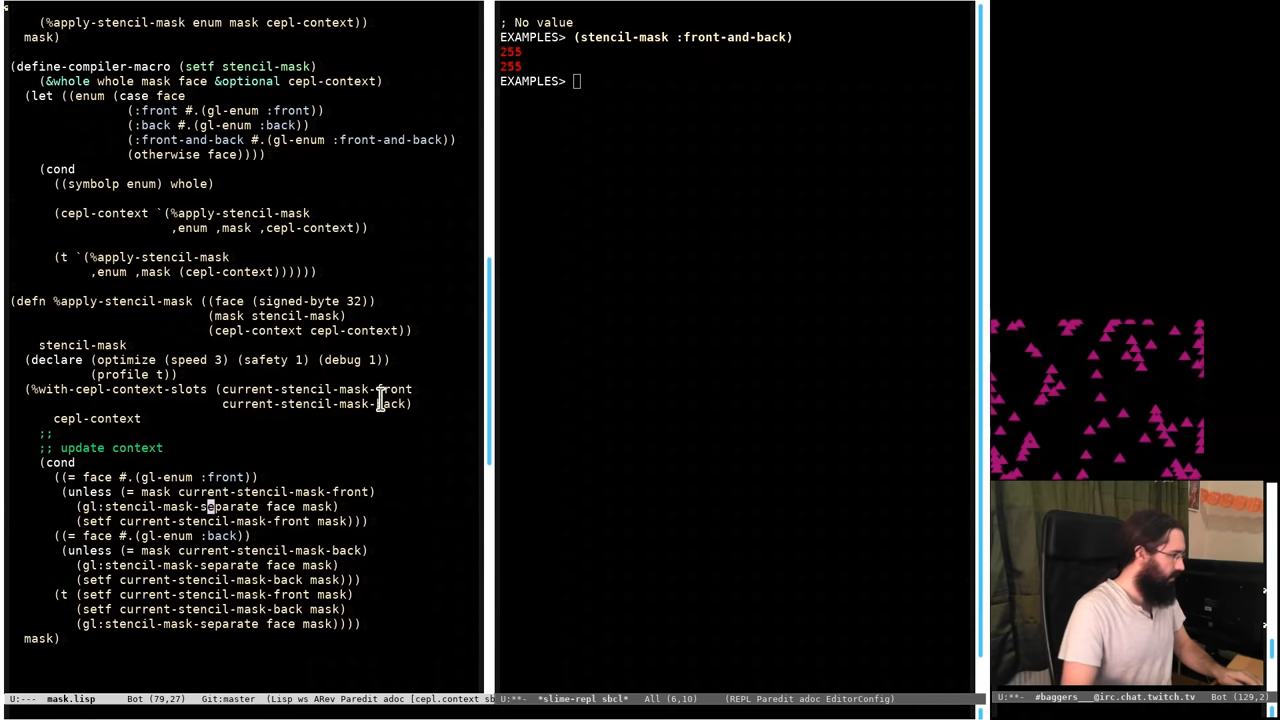 (%apply-stencil-mask enum mask cepl-context))
mask)
(define-compiler-macro (setf stencil-mask)
(&whole whole mask face &optional cepl-context)
(let ((enum (case face
(:front #.(gl-enum :front))
(:back #.(gl-enum :back))
(:front-and-back #.(gl-enum :front-and-back))
(otherwise face))))
(cond
((symbolp enum) whole)
(cepl-context `(%apply-stencil-mask
,enum ,mask ,cepl-context))
(t `(%apply-stencil-mask
,enum ,mask (cepl-context))))))
(defn %apply-stencil-mask ((face (signed-byte 32))
(mask stencil-mask)
(cepl-context cepl-context))
stencil-mask
(declare (optimize (speed 3) (safety 1) (debug 1))
(profile t))
(%with-cepl-context-slots (current-stencil-mask-front
current-stencil-mask-back)
cepl-context
;;
;; update context
(cond
((= face #.(gl-enum :front))
(unless (= mask current-stencil-mask-front)
(gl:stencil-mask-separate face mask)
(setf current-stencil-mask-front mask)))
((= face #.(gl-enum :back))
(unless (= mask current-stencil-mask-back)
(gl:stencil-mask-separate face mask)
(setf current-stencil-mask-back mask)))
(t (setf current-stencil-mask-front mask)
(setf current-stencil-mask-back mask)
(gl:stencil-mask-separate face mask))))
mask)
U:--- mask.lisp Bot (79,27) Git:master (Lisp ws ARev Paredit adoc [cepl.context sb
; No value
EXAMPLES> (stencil-mask :front-and-back)
255
255
EXAMPLES>
U:**- *slime-repl sbcl* All (6,10) (REPL Paredit adoc EditorConfig)
U:**- #baggers___@irc.chat.twitch.tv Bot (129,2)